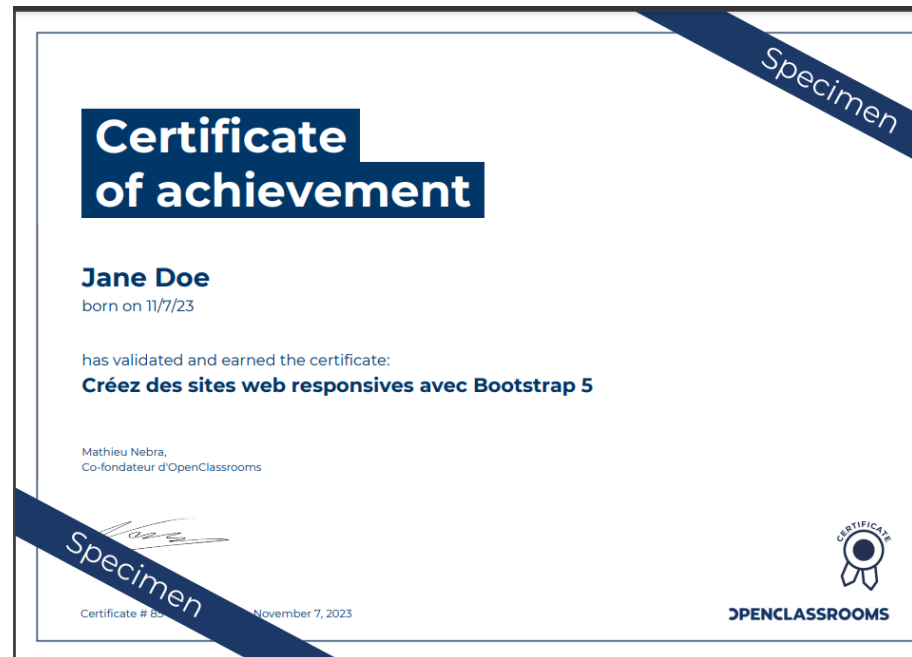 Specimen
Certificate
of achievement
Jane Doe
born on 11/7/23
has validated and earned the certificate:
Créez des sites web responsives avec Bootstrap 5
Mathieu Nebra,
Co-fondateur d'OpenClassrooms
Specimen
Certificate # November 7, 2023
CERTIFICATE
OPENCLASSROOMS